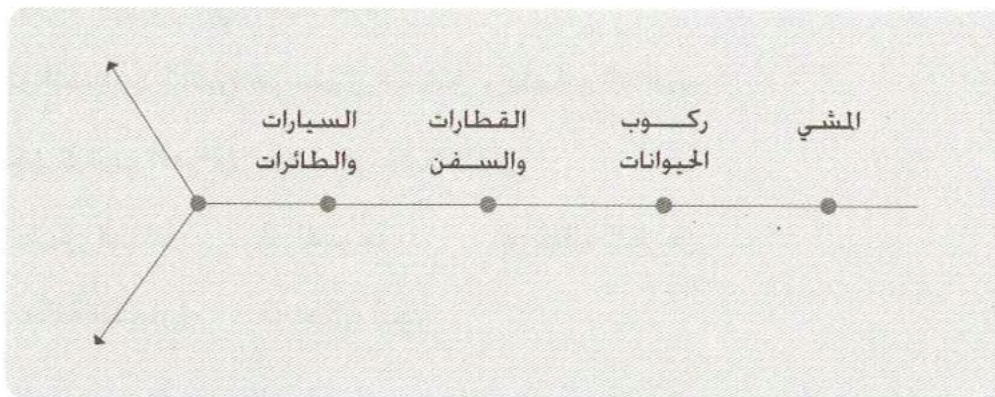 المشي
ركوب
الحيوانات
القطارات
والسفن
السيارات
والطائرات